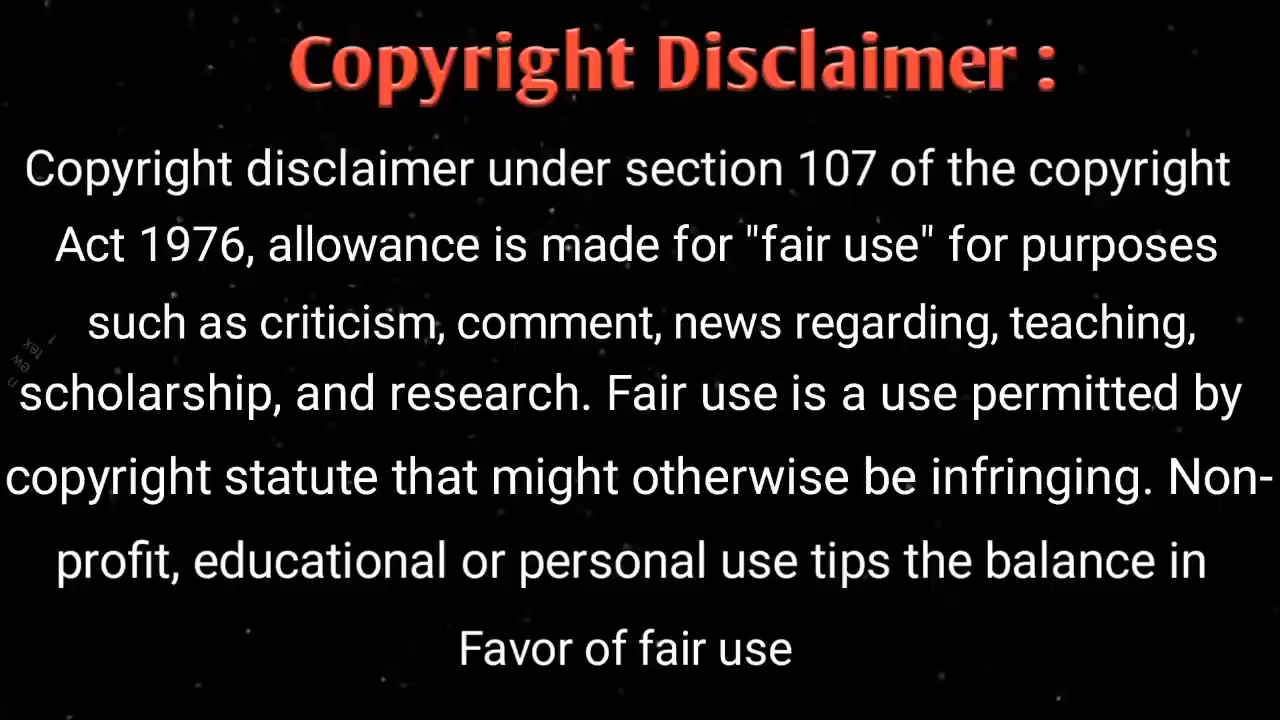 Copyright Disclaimer :
Copyright disclaimer under section 107 of the copyright
Act 1976, allowance is made for "fair use" for purposes
such as criticism, comment, news regarding, teaching,
scholarship, and research. Fair use is a use permitted by
copyright statute that might otherwise be infringing. Non-
profit, educational or personal use tips the balance in
Favor of fair use